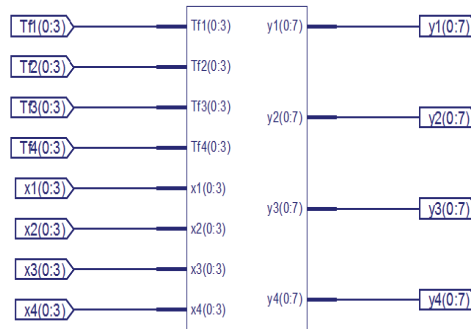 Tf1(0:3) Tf1(0:3) y1(0:7) y1(0:7)
Tf2(0:3) Tf2(0:3)
Tf3(0:3) Tf3(0:3) y2(0:7) y2(0:7)
Tf4(0:3) Tf4(0:3)
x1(0:3) x1(0:3)
x2(0:3) x2(0:3) y3(0:7) y3(0:7)
x3(0:3) x3(0:3)
x4(0:3) x4(0:3) y4(0:7) y4(0:7)